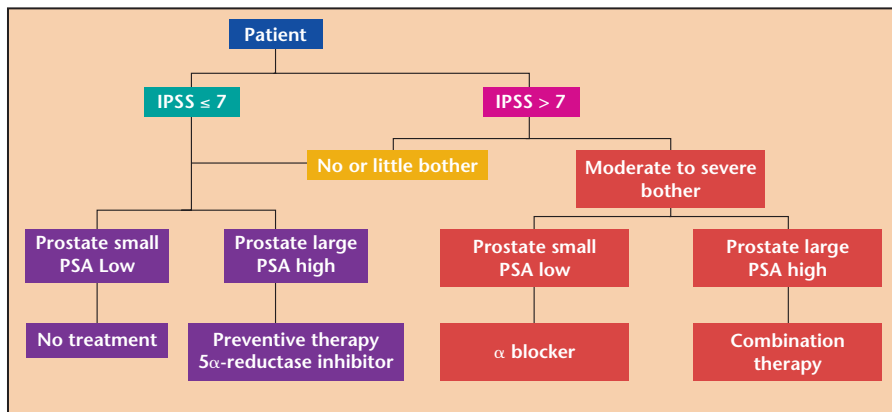 Patient
IPSS ≤ 7
IPSS > 7
No or little bother
Moderate to severe
bother
Prostate small
PSA Low
Prostate large
PSA high
Prostate small
PSA low
Prostate large
PSA high
No treatment
Preventive therapy
5α-reductase inhibitor
α blocker
Combination
therapy